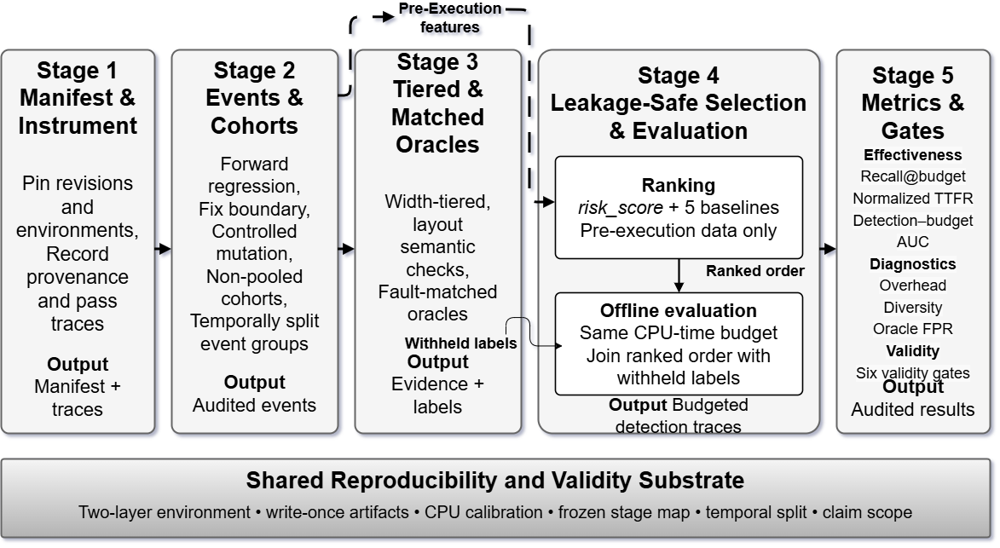 Pre-Execution
features
Stage 1
Manifest &
Instrument
Pin revisions
and
environments,
Record
provenance
and pass
traces
Output
Manifest +
traces
Stage 2
Events &
Cohorts
Forward
regression,
Fix boundary,
Controlled
mutation,
Non-pooled
cohorts,
Temporally split
event groups
Output
Audited events
Stage 3
Tiered &
Matched
Oracles
Width-tiered,
layout
semantic
checks,
Fault-matched
oracles
Withheld labels
Output
Evidence +
labels
Stage 4
Leakage-Safe Selection
& Evaluation
Ranking
risk_score + 5 baselines
Pre-execution data only
Ranked order
Offline evaluation
Same CPU-time budget
Join ranked order with
withheld labels
Output Budgeted
detection traces
Stage 5
Metrics &
Gates
Effectiveness
Recall@budget
Normalized TTFR
Detection–budget
AUC
Diagnostics
Overhead
Diversity
Oracle FPR
Validity
Six validity gates
Output
Audited results
Shared Reproducibility and Validity Substrate
Two-layer environment • write-once artifacts • CPU calibration • frozen stage map • temporal split • claim scope